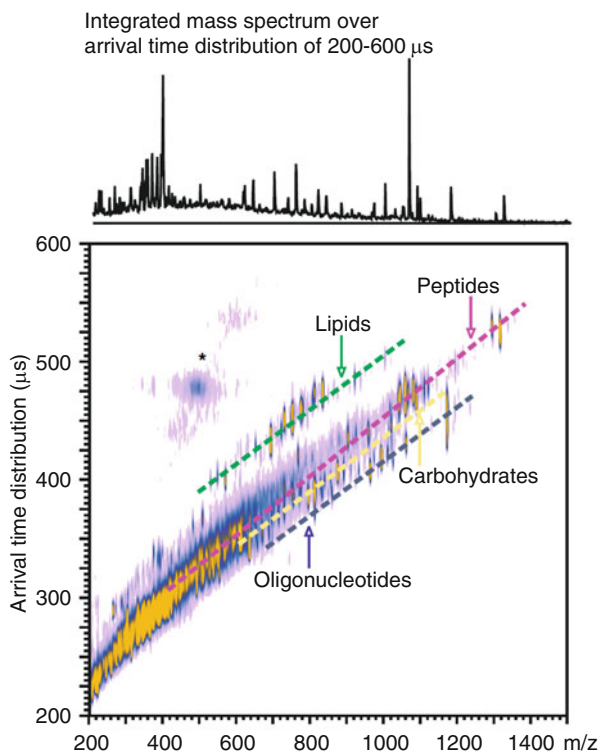 Integrated mass spectrum over
arrival time distribution of 200-600 μs
600
500
400
300
200
Arrival time distribution (μs)
*
Lipids
Peptides
Carbohydrates
Oligonucleotides
200 400 600 800 1000 1200 1400 m/z